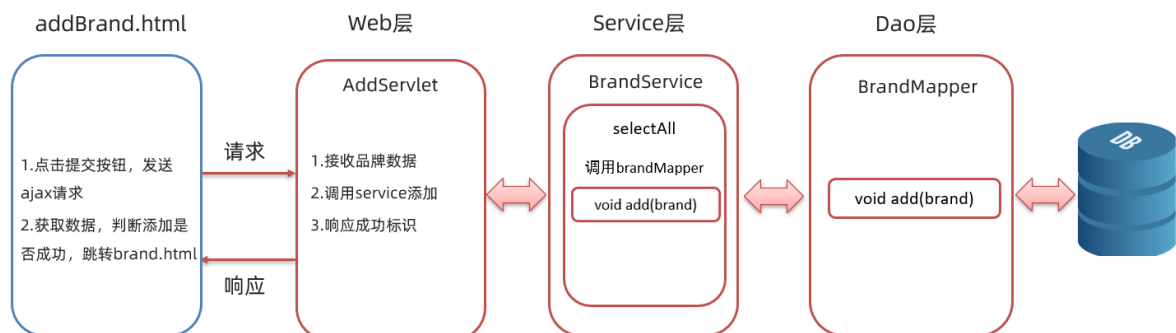 addBrand.html
Web层
Service层
Dao层
AddServlet
BrandService
BrandMapper
selectAll
调用brandMapper
void add(brand)
void add(brand)
DB
1.点击提交按钮，发送
ajax请求
2.获取数据，判断添加是
否成功，跳转brand.html
请求
响应
1.接收品牌数据
2.调用service添加
3.响应成功标识